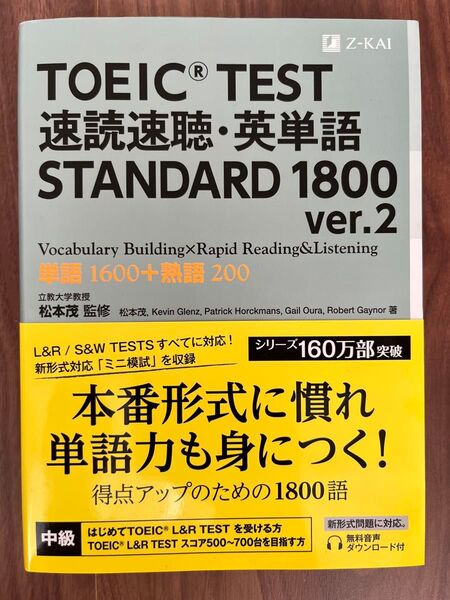 Z-KAI
TOEIC® TEST
速読速聴・英単語
STANDARD 1800
ver.2
Vocabulary Building×Rapid Reading&Listening
単語 1600+熟語 200
立教大学教授
松本茂 監修 松本茂, Kevin Glenz, Patrick Horckmans, Gail Oura, Robert Gaynor 著
L&R / S&W TESTS すべてに対応!
新形式対応「ミニ模試」を収録
シリーズ160万部突破
本番形式に慣れ
単語力も身につく!
得点アップのための1800語
中級
はじめてTOEIC® L&R TEST を受ける方
TOEIC® L&R TEST スコア500~700台を目指す方
新形式問題に対応。
無料音声
ダウンロード付